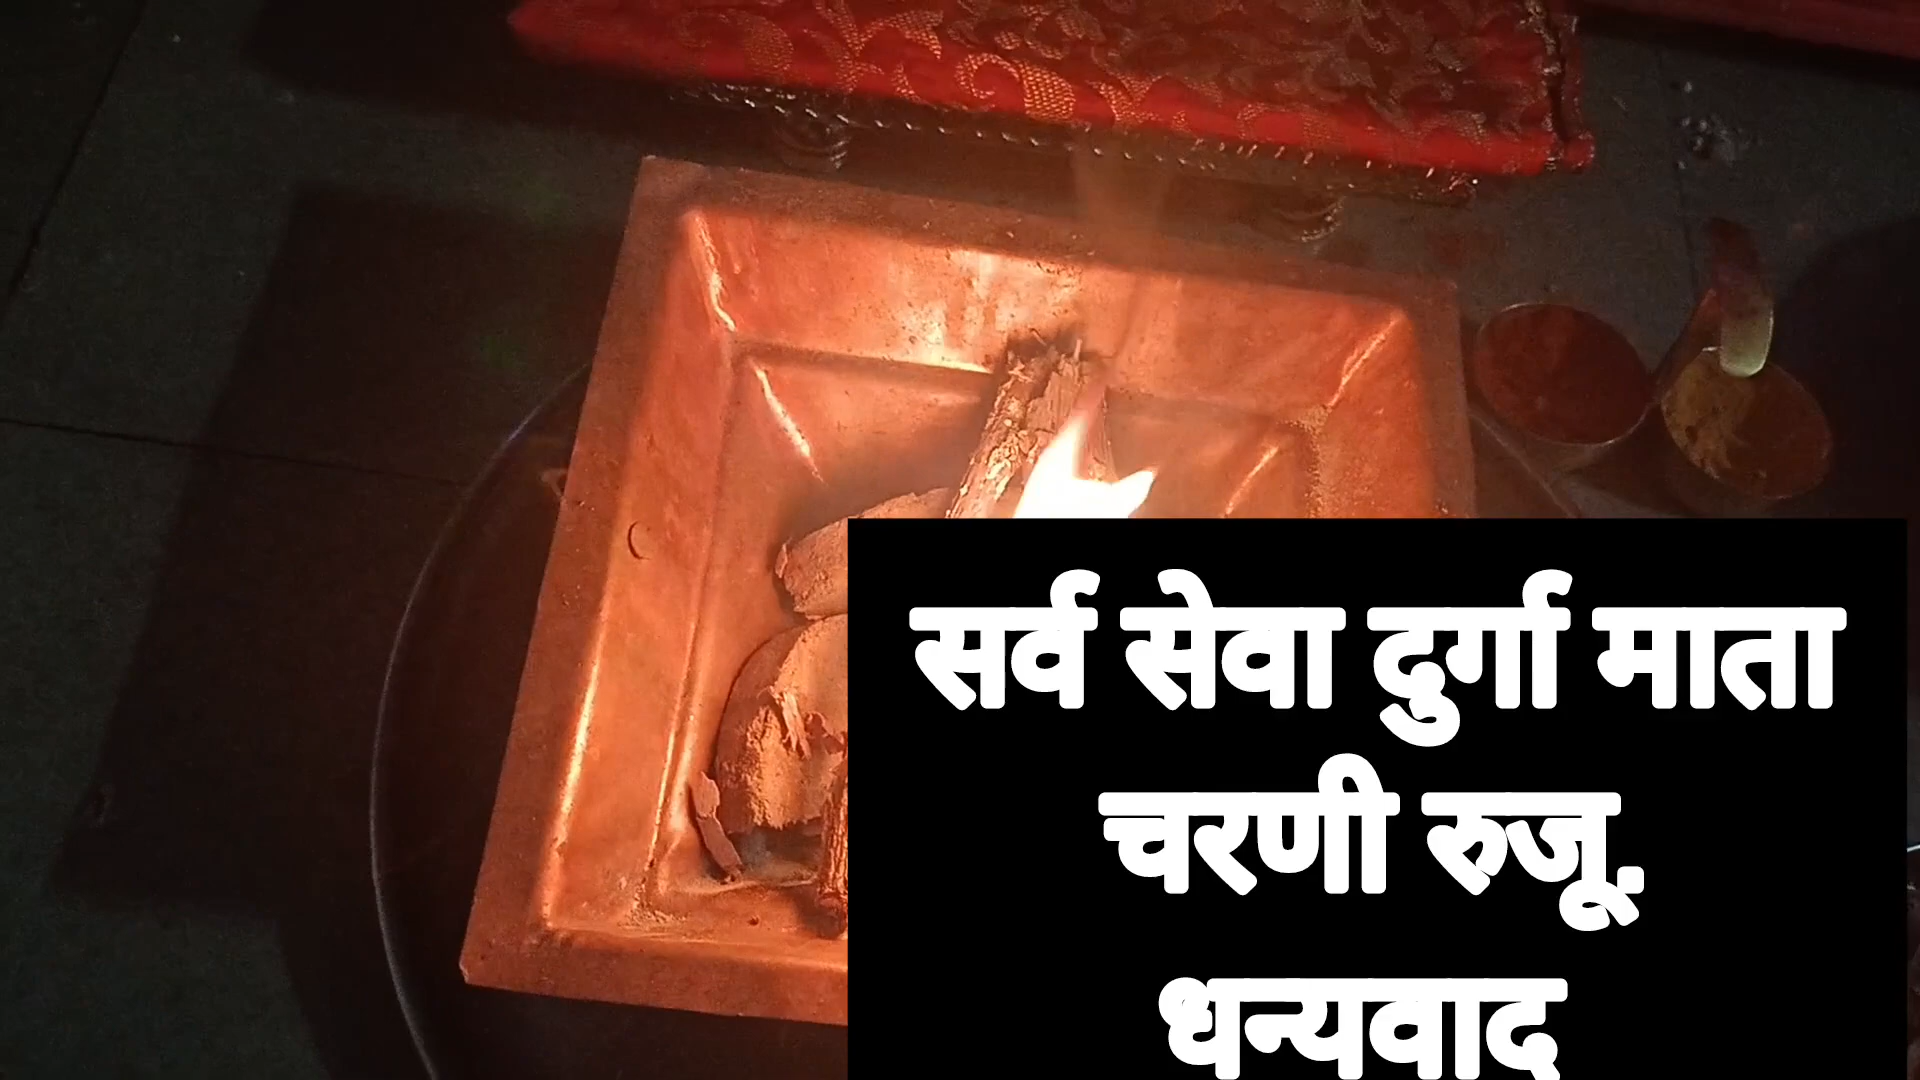 सर्व सेवा दुर्गा माता
चरणी रुजू.
धन्यवाद